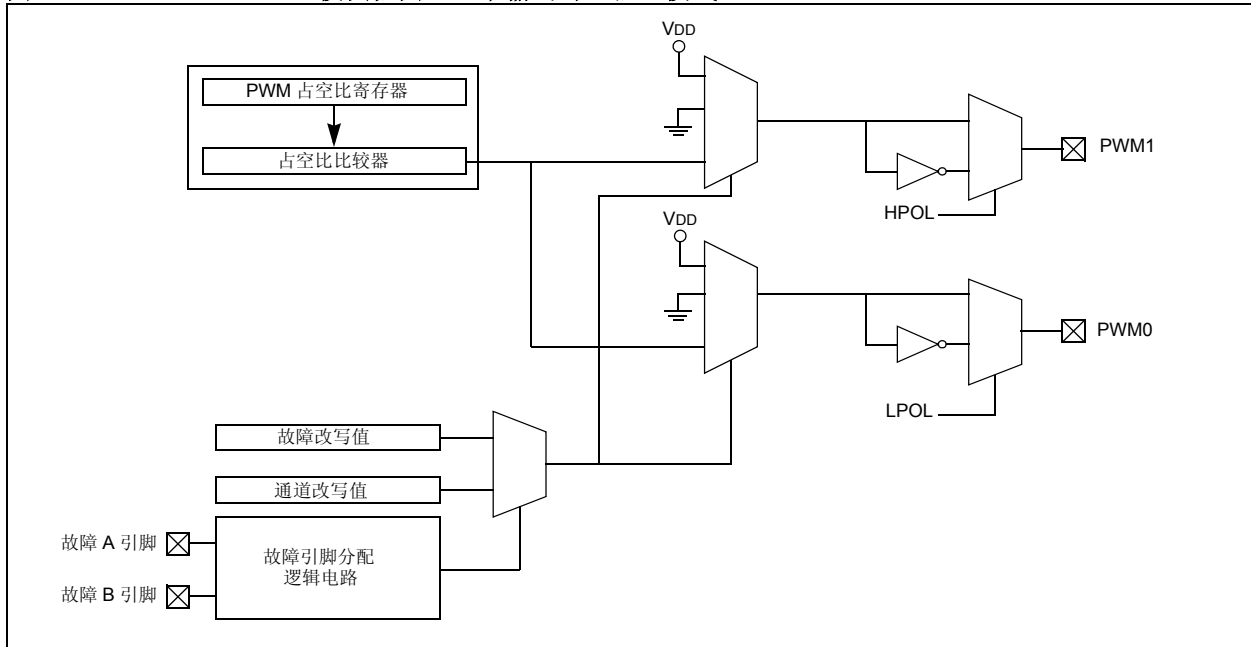 VDD
PWM 占空比寄存器
占空比比较器
PWM1
HPOL
VDD
PWM0
LPOL
故障改写值
通道改写值
故障 A 引脚
故障引脚分配
逻辑电路
故障 B 引脚